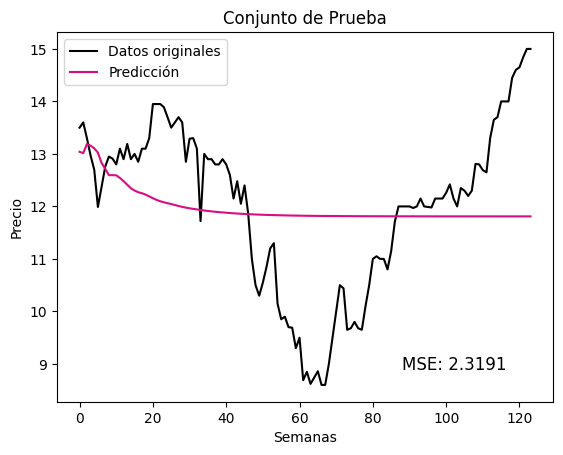 Conjunto de Prueba
Datos originales
Predicción
Precio
15
14
13
12
11
10
9
MSE: 2.3191
0 20 40 60 80 100 120
Semanas